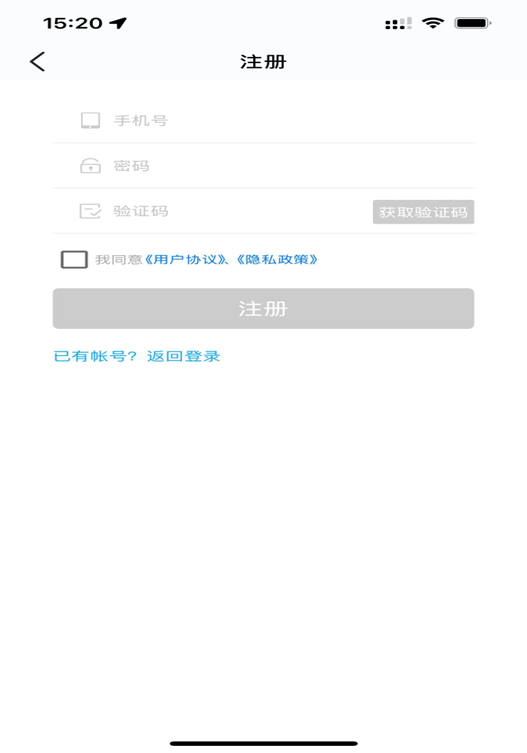 15:20
注册
手机号
密码
验证码 获取验证码
我同意《用户协议》、《隐私政策》
注册
已有帐号? 返回登录